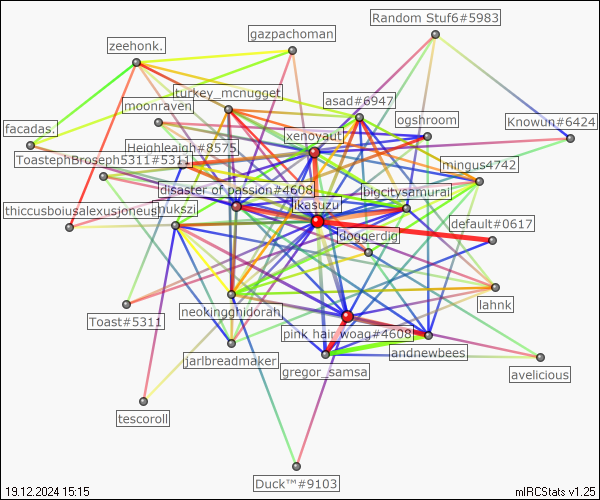 Random Stuf6#5983
gazpachoman
zeehonk.
turkey_mcnugget
asad#6947
moonraven
ogshroom
Knowun#6424
facadas.
xenoyaut
Heighleaigh#8575
ToastephBroseph5311#5311
mingus4742
disaster of passion#4608
bigcitysamurai
ikasuzu
thiccusboiusalexusjoneus
nukszi
default#0617
doggerdig
lahnk
neokingghidorah
Toast#5311
pink hair woag#4608
andnewbees
jarlbreadmaker
gregor_samsa
avelicious
tescoroll
Duck™#9103
19.12.2024 15:15
mIRCStats v1.25